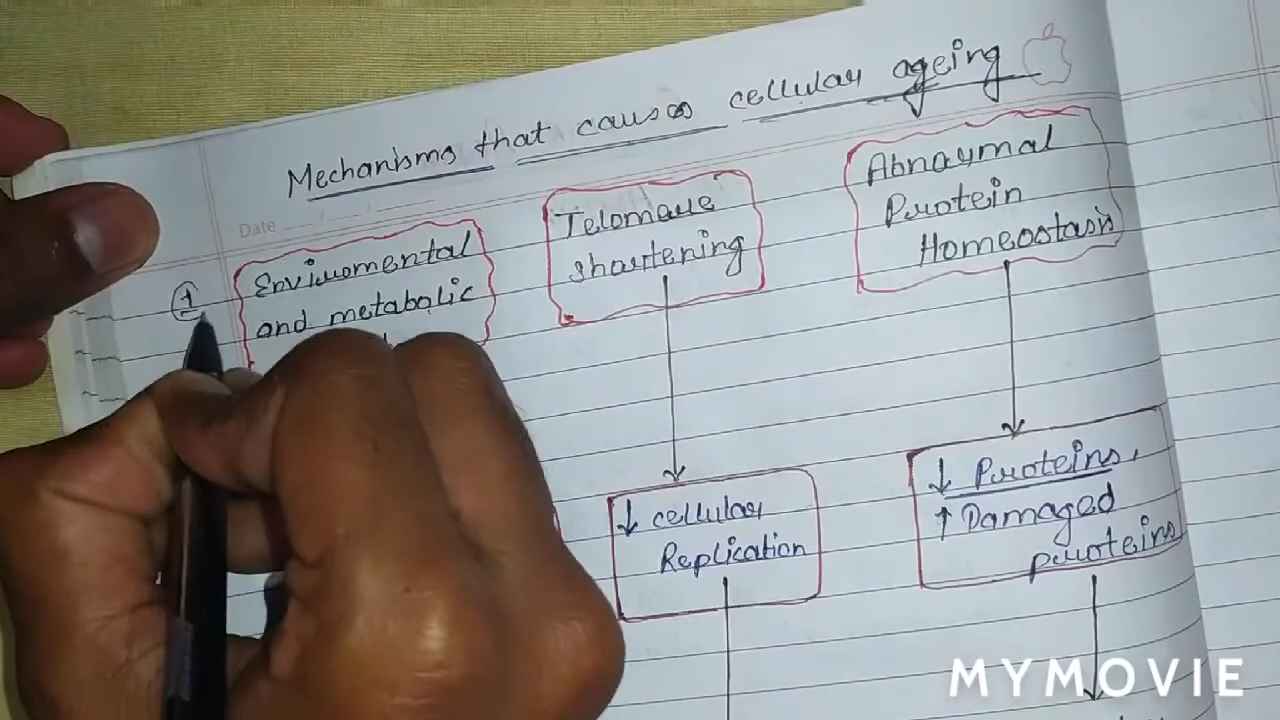 Mechanisms that causes cellular ageing
Date
①
Enviromental
and metabolic
Telomere
shortening
Abnormal
Protein
Homeostasis
↓ cellular
Replication
↓ Proteins,
↑ Damaged
proteins
MYMOVIE